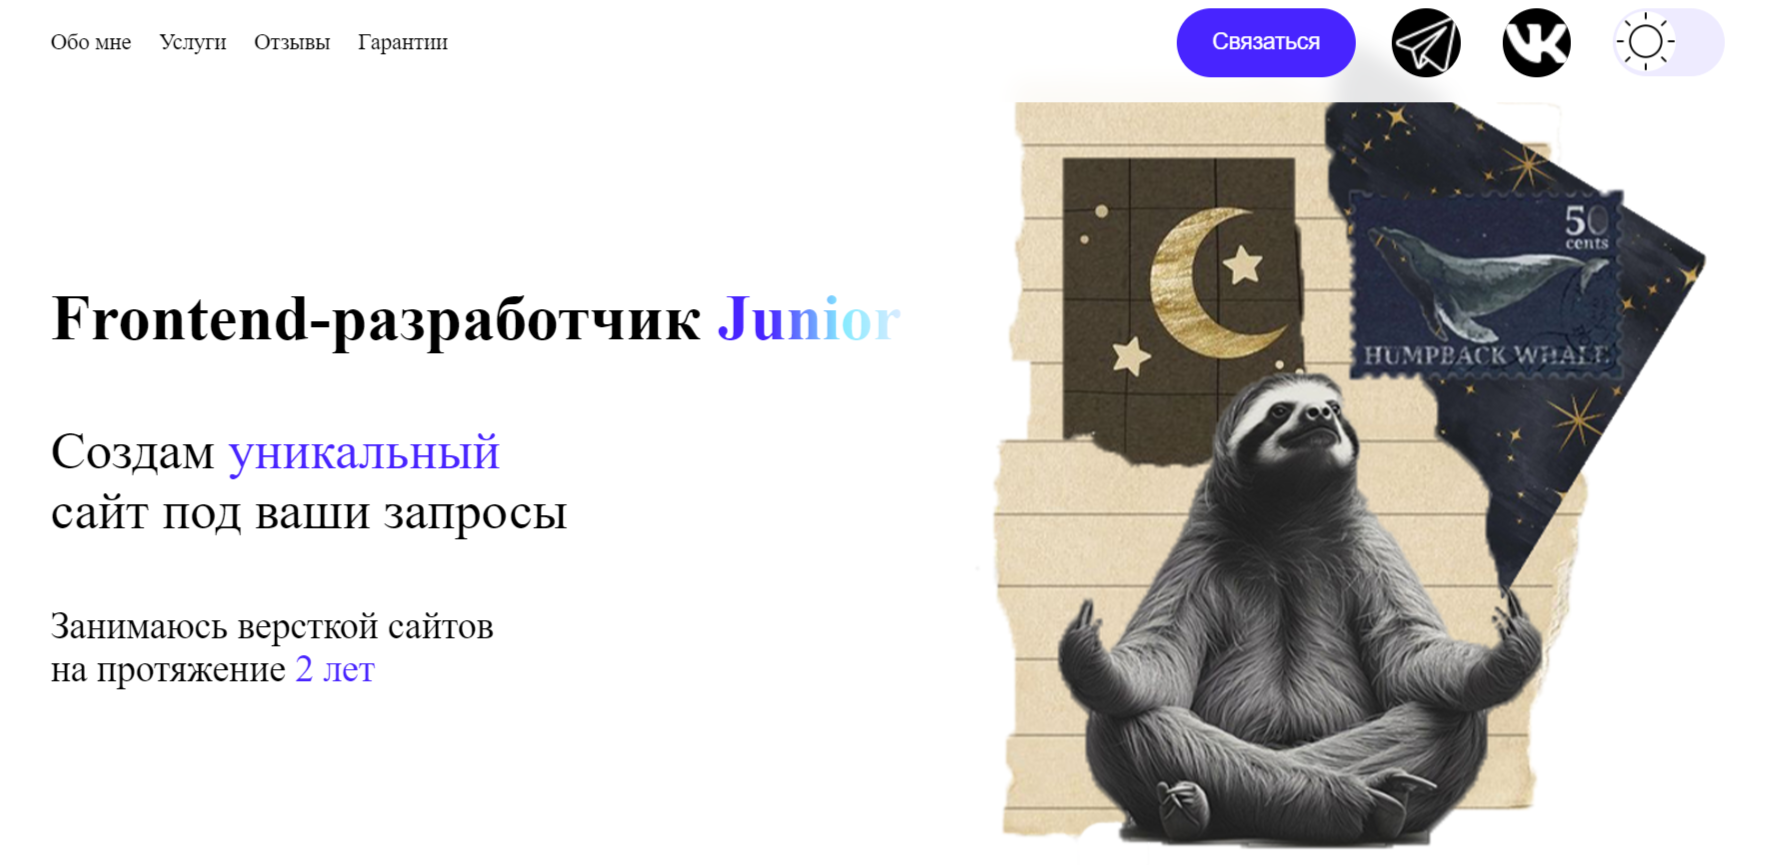 Обо мне Услуги Отзывы Гарантии Связаться
Frontend-разработчик Junior
50
cents
HUMPBACK WHALE
Создам уникальный
сайт под ваши запросы
Занимаюсь версткой сайтов
на протяжение 2 лет